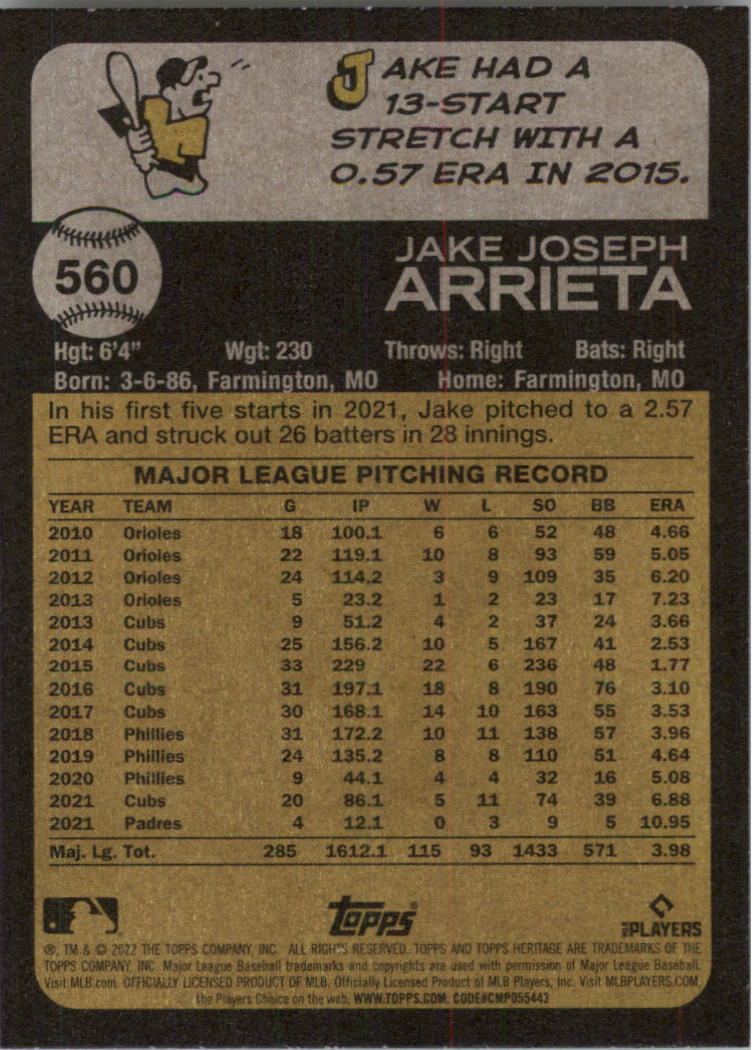 JAKE HAD A
13-START
STRETCH WITH A
0.57 ERA IN 2015.
560
JAKE JOSEPH
ARRIETA
Hgt: 6'4" Wgt: 230 Throws: Right Bats: Right
Born: 3-6-86, Farmington, MO Home: Farmington, MO
In his first five starts in 2021, Jake pitched to a 2.57
ERA and struck out 26 batters in 28 innings.
MAJOR LEAGUE PITCHING RECORD
YEAR TEAM G IP W L SO BB ERA
2010 Orioles 18 100.1 6 6 52 48 4.66
2011 Orioles 22 119.1 10 8 93 59 5.05
2012 Orioles 24 114.2 3 9 109 35 6.20
2013 Orioles 5 23.2 1 2 23 17 7.23
2013 Cubs 9 51.2 4 2 37 24 3.66
2014 Cubs 25 156.2 10 5 167 41 2.53
2015 Cubs 33 229 22 6 236 48 1.77
2016 Cubs 31 197.1 18 8 190 76 3.10
2017 Cubs 30 168.1 14 10 163 55 3.53
2018 Phillies 31 172.2 10 11 138 57 3.96
2019 Phillies 24 135.2 8 8 110 51 4.64
2020 Phillies 9 44.1 4 4 32 16 5.08
2021 Cubs 20 86.1 5 11 74 39 6.88
2021 Padres 4 12.1 0 3 9 5 10.95
Maj. Lg. Tot. 285 1612.1 115 93 1433 571 3.98
Topps® MLB PLAYERS
®, TM & © 2022 THE TOPPS COMPANY, INC. ALL RIGHTS RESERVED. TOPPS AND TOPPS HERITAGE ARE TRADEMARKS OF THE
TOPPS COMPANY, INC. Major League Baseball trademarks and copyrights are used with permission of Major League Baseball.
Visit MLB.com. OFFICIALLY LICENSED PRODUCT OF MLB. Officially Licensed Product of MLB Players, Inc. Visit MLBPLAYERS.COM,
the Players Choice on the web. WWW.TOPPS.COM. CODE#CMP055443